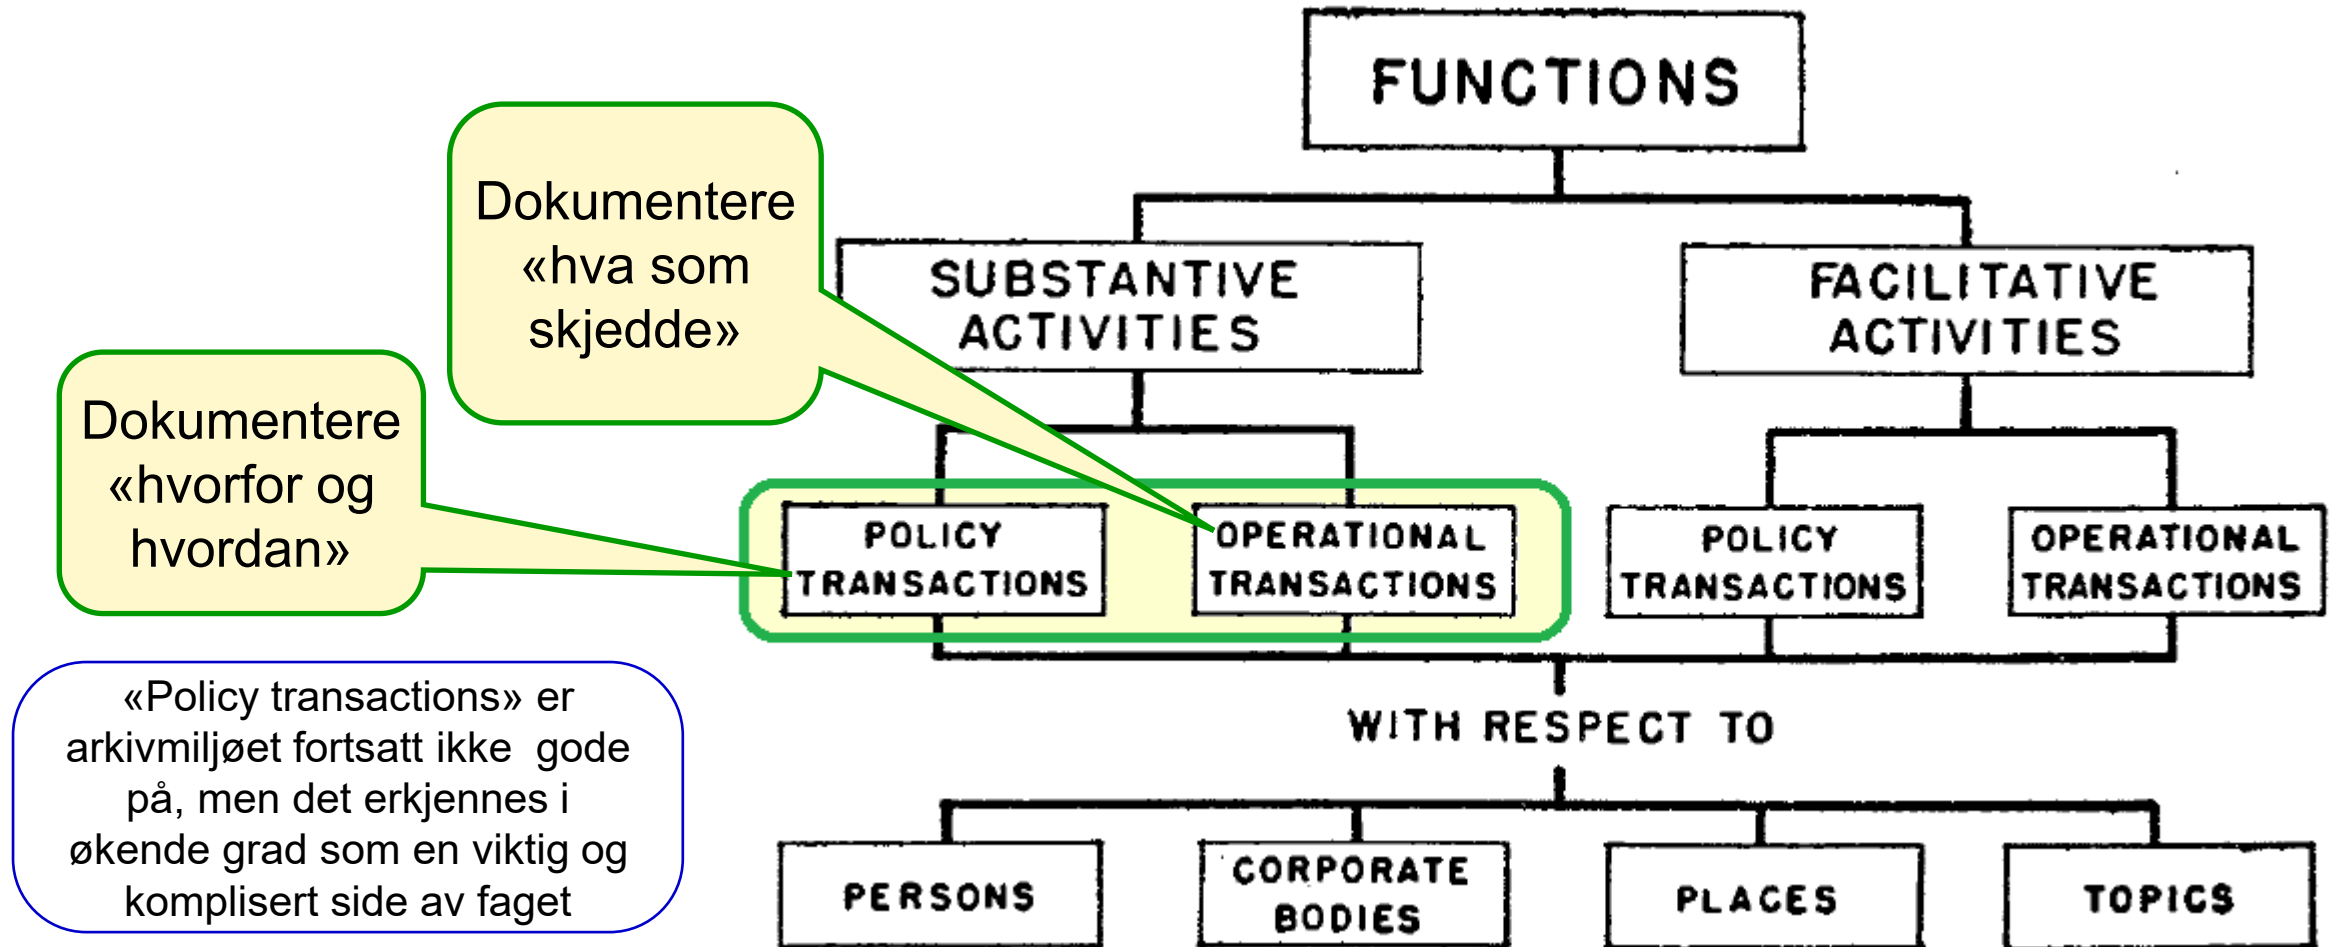 FUNCTIONS
Dokumentere
«hva som
skjedde»
SUBSTANTIVE
ACTIVITIES
FACILITATIVE
ACTIVITIES
Dokumentere
«hvorfor og
hvordan»
POLICY
TRANSACTIONS
OPERATIONAL
TRANSACTIONS
POLICY
TRANSACTIONS
OPERATIONAL
TRANSACTIONS
«Policy transactions» er
arkivmiljøet fortsatt ikke  gode
på, men det erkjennes i
økende grad som en viktig og
komplisert side av faget
WITH RESPECT TO
PERSONS
CORPORATE
BODIES
PLACES
TOPICS